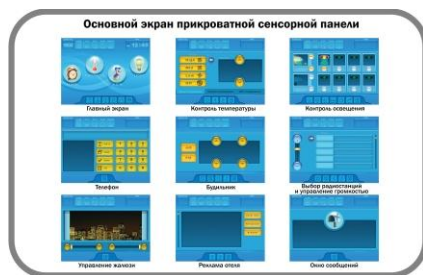 Основной экран прикроватной сенсорной панели
Главный экран
Контроль температуры
Контроль освещения
Телефон
Будильник
Выбор радиостанций
и управление громкостью
Управление жалюзи
Реклама отеля
Окно сообщений